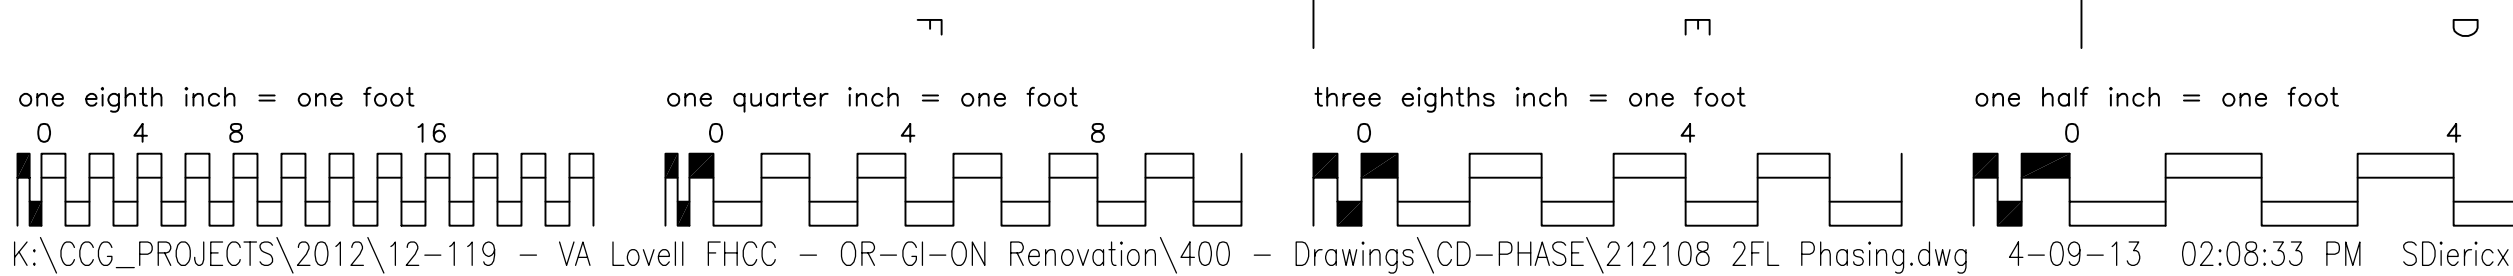 F E D
one eighth inch = one foot one quarter inch = one foot three eighths inch = one foot one half inch = one foot
0 4 8 16 0 4 8 0 4 0 4
K:\CCG_PROJECTS\2012\12-119 - VA Lovell FHCC - OR-GI-ON Renovation\400 - Drawings\CD-PHASE\212108 2FL Phasing.dwg 4-09-13 02:08:33 PM SDiericx